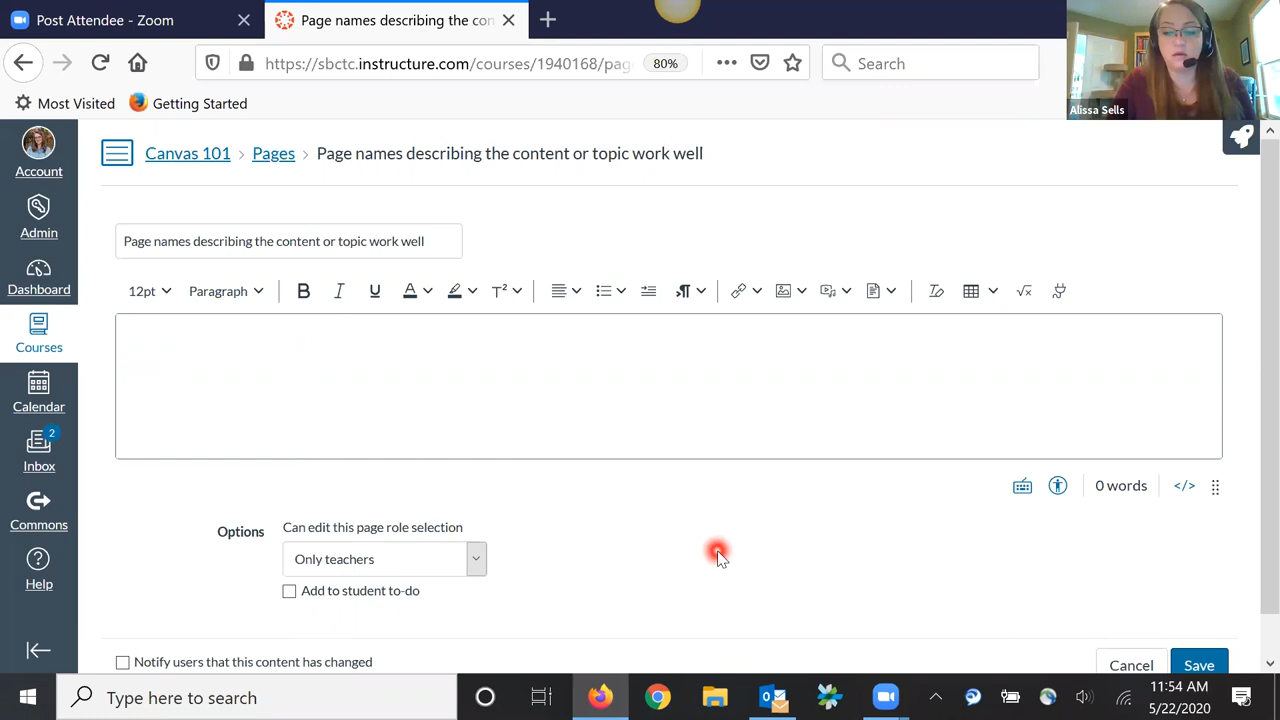 Post Attendee - Zoom
Page names describing the con
https://sbctc.instructure.com/courses/1940168/pag
80%
Search
Most Visited
Getting Started
Alissa Sells
Account
Admin
Dashboard
Courses
Calendar
2
Inbox
Commons
Help
Canvas 101 > Pages > Page names describing the content or topic work well
Page names describing the content or topic work well
12pt Paragraph B I U A T²
0 words </>
Options
Can edit this page role selection
Only teachers
Add to student to-do
Notify users that this content has changed
Cancel Save
Type here to search
11:54 AM
5/22/2020